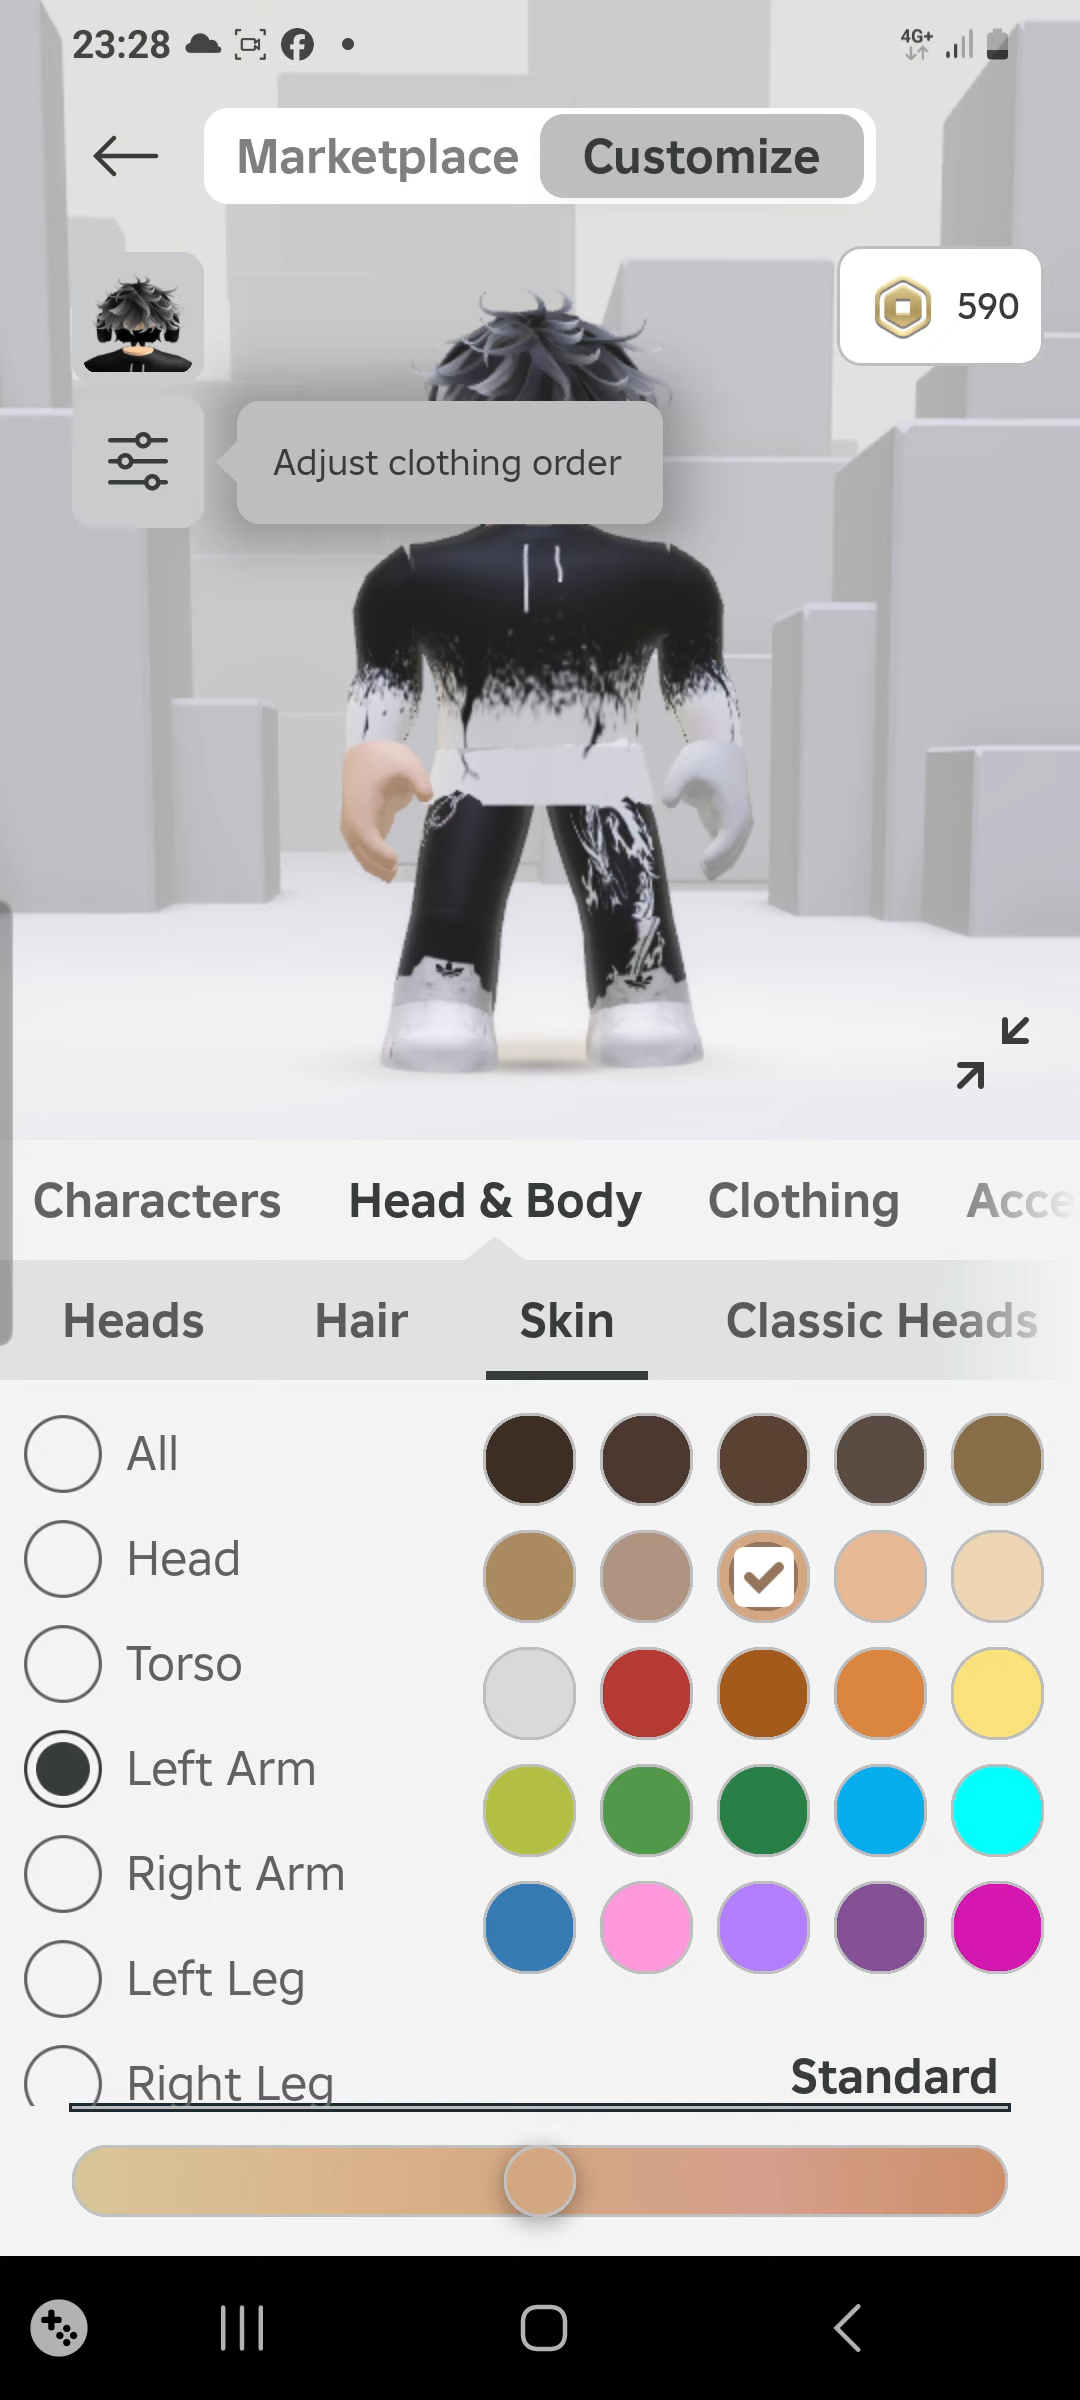 23:28
4G+
Marketplace
Customize
590
Adjust clothing order
Characters
Head & Body
Clothing
Acce
Heads
Hair
Skin
Classic Heads
All
Head
Torso
Left Arm
Right Arm
Left Leg
Right Leg
Standard